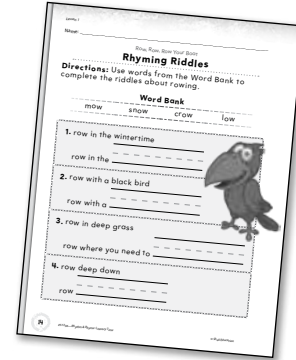 Name:
Row, Row, Row Your Boat
Rhyming Riddles
Directions: Use words from the Word Bank to
complete the riddles about rowing.
Word Bank
mow snow crow low
1. row in the wintertime
row in the
2. row with a black bird
row with a
3. row in deep grass
row where you need to
4. row deep down
row
14